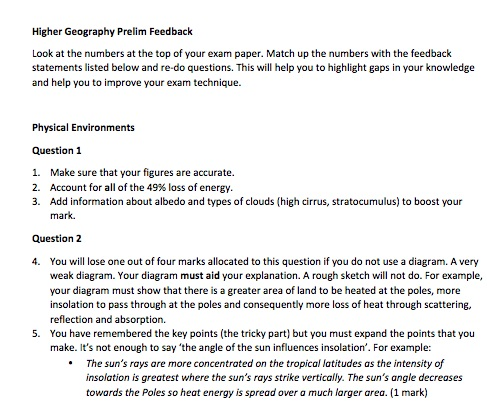 Higher Geography Prelim Feedback
Look at the numbers at the top of your exam paper. Match up the numbers with the feedback
statements listed below and re-do questions. This will help you to highlight gaps in your knowledge
and help you to improve your exam technique.
Physical Environments
Question 1
1. Make sure that your figures are accurate.
2. Account for all of the 49% loss of energy.
3. Add information about albedo and types of clouds (high cirrus, stratocumulus) to boost your
mark.
Question 2
4. You will lose one out of four marks allocated to this question if you do not use a diagram. A very
weak diagram. Your diagram must aid your explanation. A rough sketch will not do. For example,
your diagram must show that there is a greater area of land to be heated at the poles, more
insolation to pass through at the poles and consequently more loss of heat through scattering,
reflection and absorption.
5. You have remembered the key points (the tricky part) but you must expand the points that you
make. It's not enough to say 'the angle of the sun influences insolation'. For example:
• The sun's rays are more concentrated on the tropical latitudes as the intensity of
insolation is greatest where the sun's rays strike vertically. The sun's angle decreases
towards the Poles so heat energy is spread over a much larger area. (1 mark)